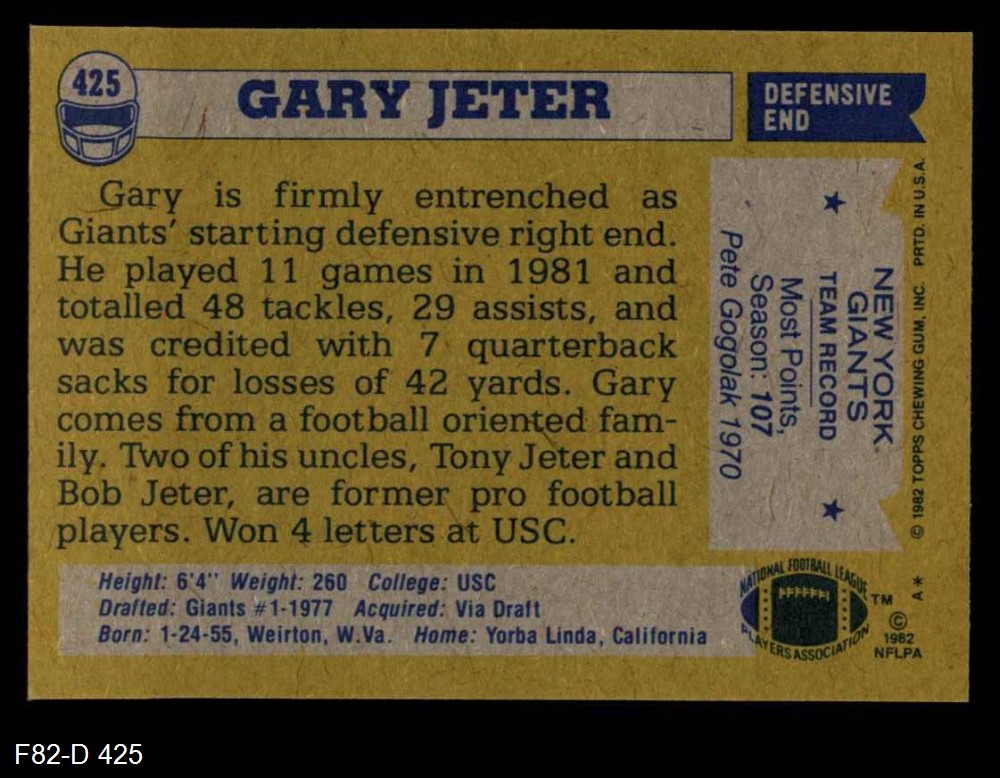 425
GARY JETER
DEFENSIVE
END
Gary is firmly entrenched as
Giants' starting defensive right end.
He played 11 games in 1981 and
totalled 48 tackles, 29 assists, and
was credited with 7 quarterback
sacks for losses of 42 yards. Gary
comes from a football oriented fam-
ily. Two of his uncles, Tony Jeter and
Bob Jeter, are former pro football
players. Won 4 letters at USC.
NEW YORK
GIANTS
TEAM RECORD
Most Points,
Season: 107
Pete Gogolak 1970
© 1982 TOPPS CHEWING GUM, INC. PRTD. IN U.S.A.
A*
Height: 6'4" Weight: 260 College: USC
Drafted: Giants #1-1977 Acquired: Via Draft
Born: 1-24-55, Weirton, W.Va. Home: Yorba Linda, California
NATIONAL FOOTBALL LEAGUE
PLAYERS ASSOCIATION
TM
©
1982
NFLPA
F82-D 425